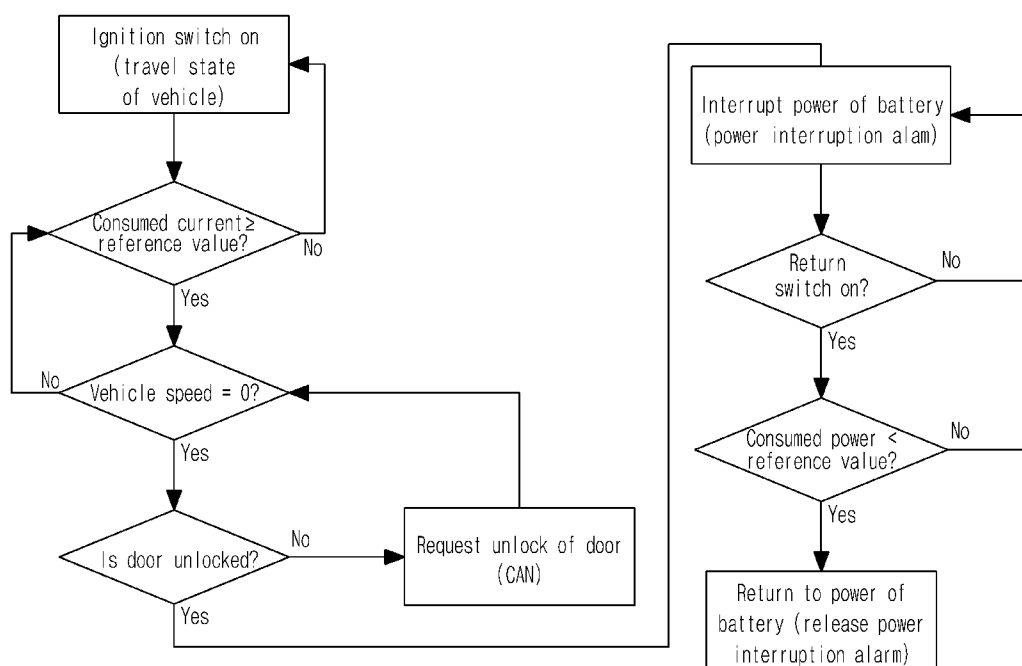 Ignition switch on
(travel state
of vehicle)
Consumed current≥
reference value?
No
Yes
Vehicle speed = 0?
No
Yes
Is door unlocked?
No
Yes
Request unlock of door
(CAN)
Interrupt power of battery
(power interruption alam)
Return
switch on?
No
Yes
Consumed power <
reference value?
No
Yes
Return to power of
battery (release power
interruption alarm)